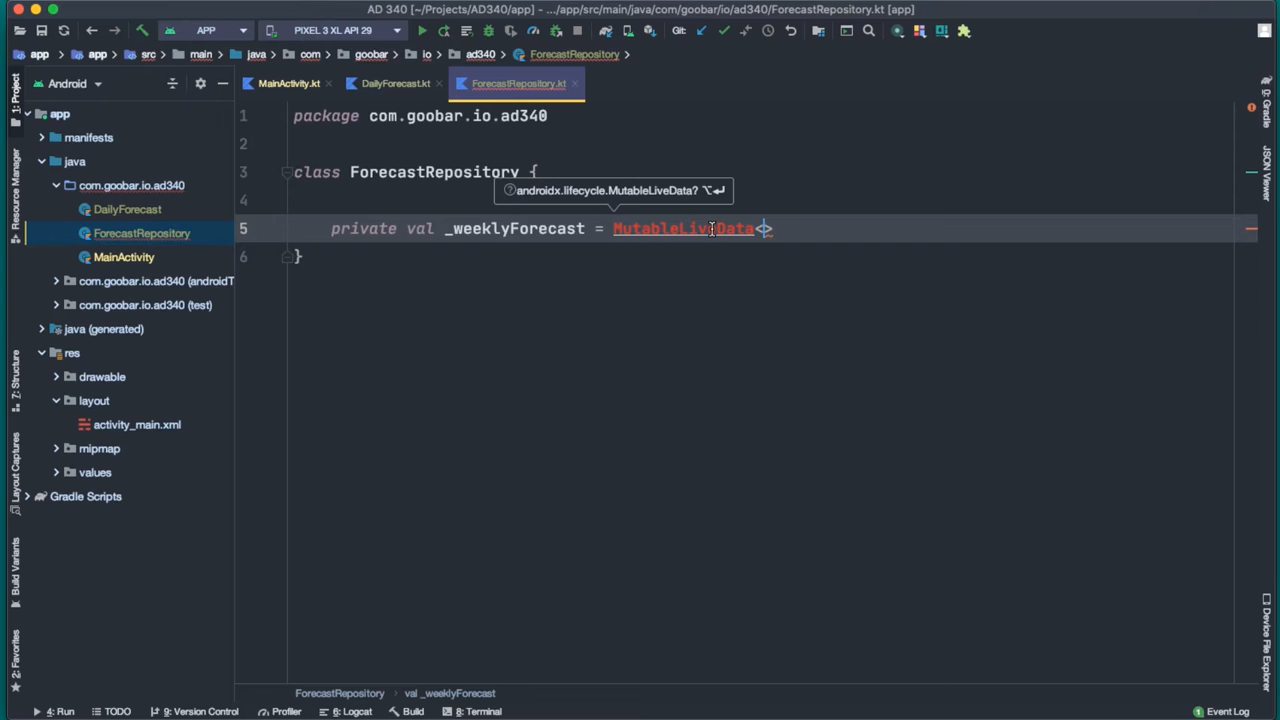 AD 340 [~/Projects/AD340/app] – .../app/src/main/java/com/goobar/io/ad340/ForecastRepository.kt [app]
APP PIXEL 3 XL API 29 Git:
app app src main java com goobar io ad340 ForecastRepository
Android MainActivity.kt DailyForecast.kt ForecastRepository.kt
1: Project
Resource Manager
7: Structure
Layout Captures
Build Variants
2: Favorites
app
manifests
java
com.goobar.io.ad340
DailyForecast
ForecastRepository
MainActivity
com.goobar.io.ad340 (androidT
com.goobar.io.ad340 (test)
java (generated)
res
drawable
layout
activity_main.xml
mipmap
values
Gradle Scripts
1 package com.goobar.io.ad340
2
3 class ForecastRepository {
androidx.lifecycle.MutableLiveData? ⌥↩
4
5 private val _weeklyForecast = MutableLiveData<>
6 }
Gradle
JSON Viewer
Device File Explorer
ForecastRepository val _weeklyForecast
4: Run TODO 9: Version Control Profiler 6: Logcat Build 8: Terminal 1 Event Log